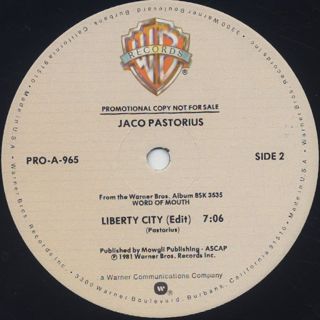 WB
RECORDS
®
PROMOTIONAL COPY NOT FOR SALE
JACO PASTORIUS
PRO-A-965
SIDE 2
From the Warner Bros. Album BSK 3535
WORD OF MOUTH
LIBERTY CITY (Edit) 7:06
(Pastorius)
Published by Mowgli Publishing - ASCAP
℗ 1981 Warner Bros. Records Inc.
a Warner Communications Company
Warner Bros. Records Inc. • 3300 Warner Boulevard, Burbank, California 91510 • Made in U.S.A. •